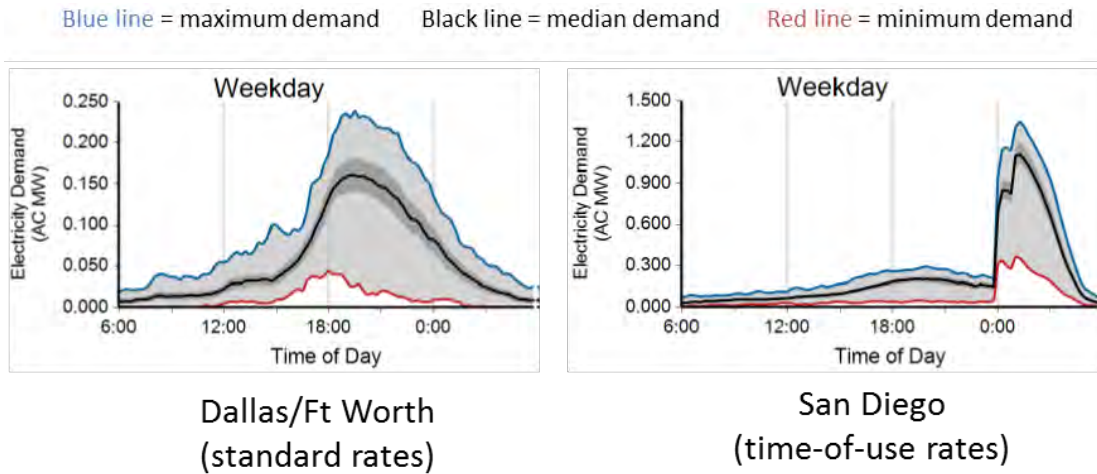 Blue line = maximum demand Black line = median demand Red line = minimum demand
Weekday
0.250
0.200
0.150
0.100
0.050
0.000
Electricity Demand
(AC MW)
6:00 12:00 18:00 0:00
Time of Day
Dallas/Ft Worth
(standard rates)
Weekday
1.500
1.200
0.900
0.600
0.300
0.000
Electricity Demand
(AC MW)
6:00 12:00 18:00 0:00
Time of Day
San Diego
(time-of-use rates)